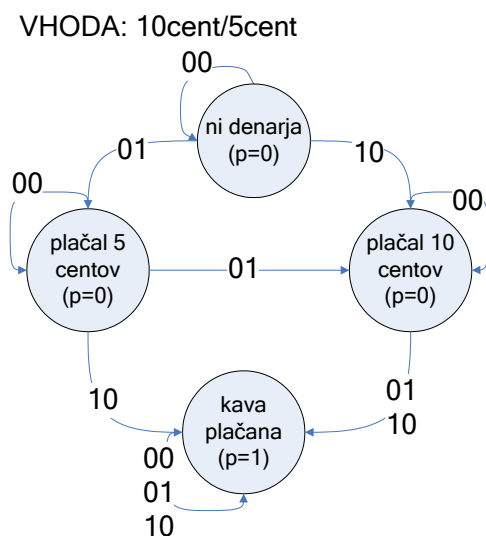 VHODA: 10cent/5cent
00
ni denarja
(p=0)
01
10
00
00
plačal 5
centov
(p=0)
01
plačal 10
centov
(p=0)
10
01
10
kava
plačana
(p=1)
00
01
10